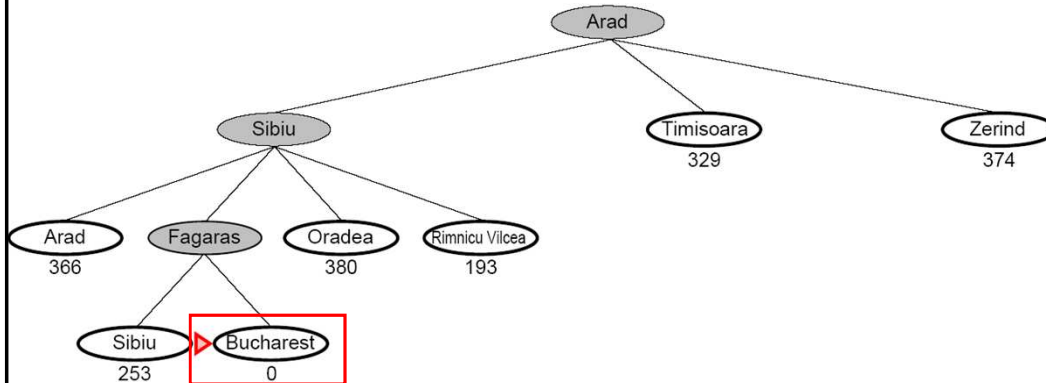 Arad
Sibiu
Timisoara
Zerind
329
374
Arad
Fagaras
Oradea
Rimnicu Vilcea
366
380
193
Sibiu
Bucharest
253
0